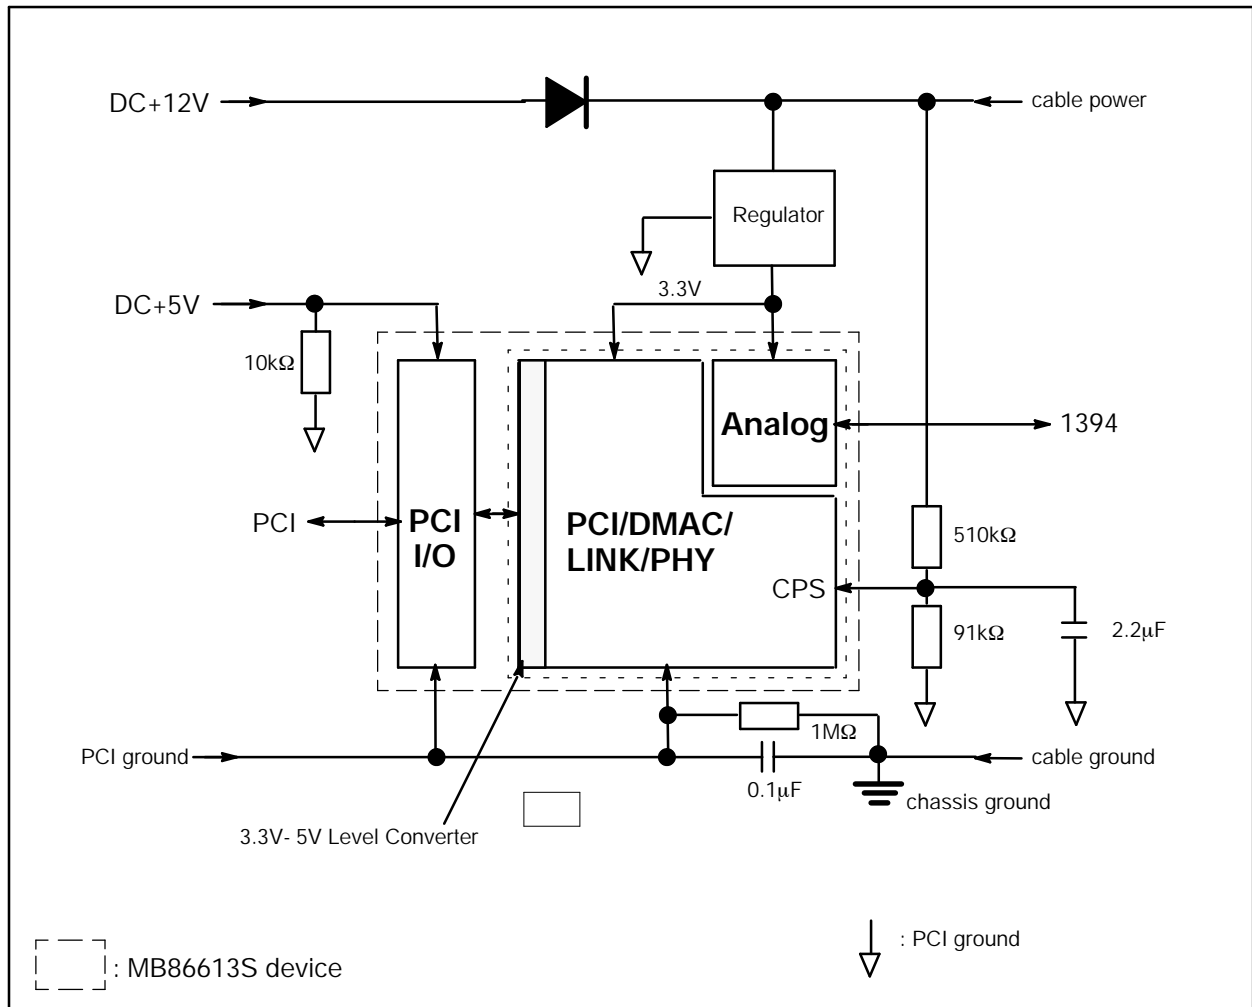 DC+12V
cable power
Regulator
3.3V
DC+5V
10kΩ
Analog
1394
PCI
PCI
I/O
PCI/DMAC/
LINK/PHY
510kΩ
CPS
91kΩ
2.2μF
1MΩ
PCI ground
cable ground
0.1μF
chassis ground
3.3V- 5V Level Converter
: PCI ground
: MB86613S device